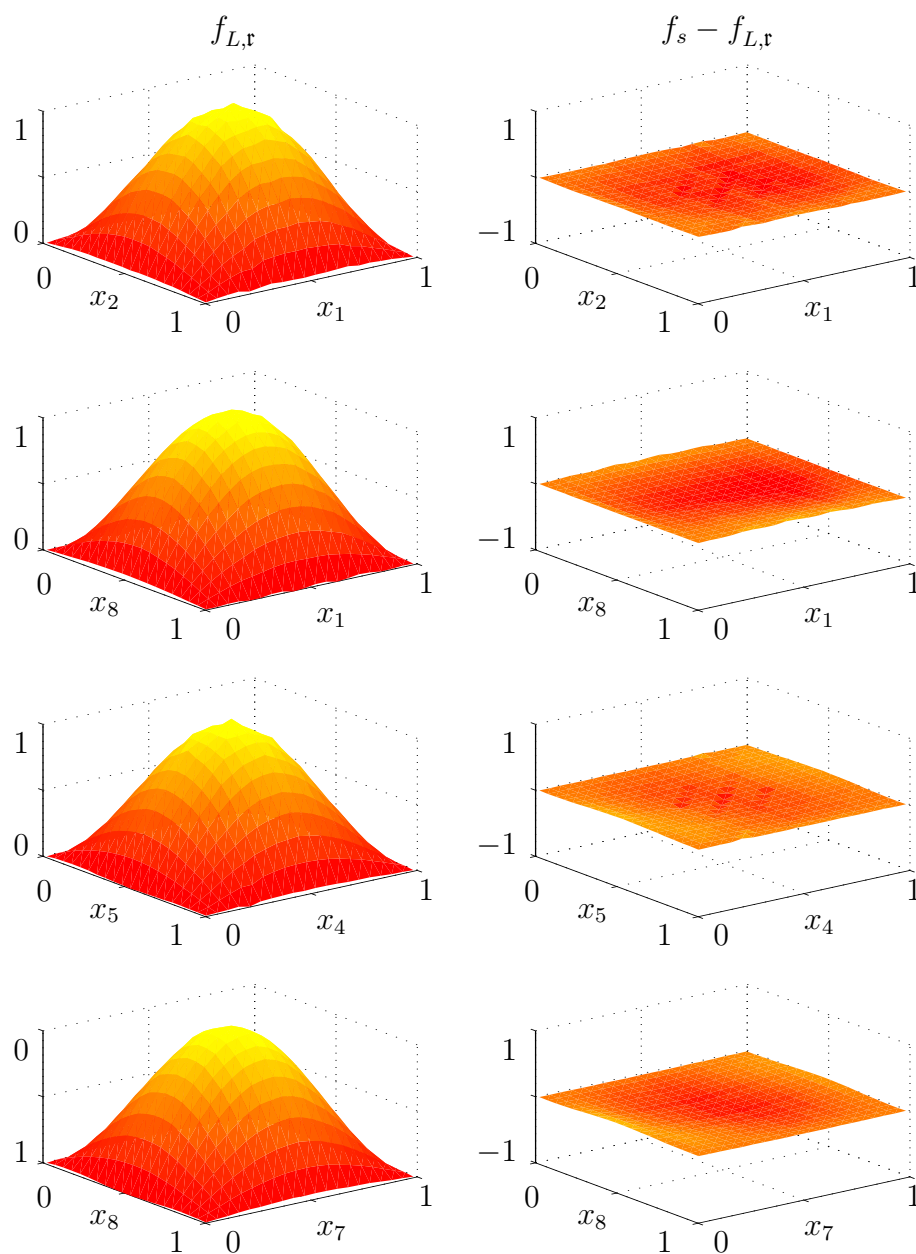 f_{L,𝔯} f_s − f_{L,𝔯}
1 1
0 −1
0 0
x_2 x_1 1 x_2 x_1 1
1 0 1 0
1 1
0 −1
0 0
x_8 x_1 1 x_8 x_1 1
1 0 1 0
1 1
0 −1
0 0
x_5 x_4 1 x_5 x_4 1
1 0 1 0
0 1
1 −1
0 0
x_8 x_7 1 x_8 x_7 1
1 0 1 0